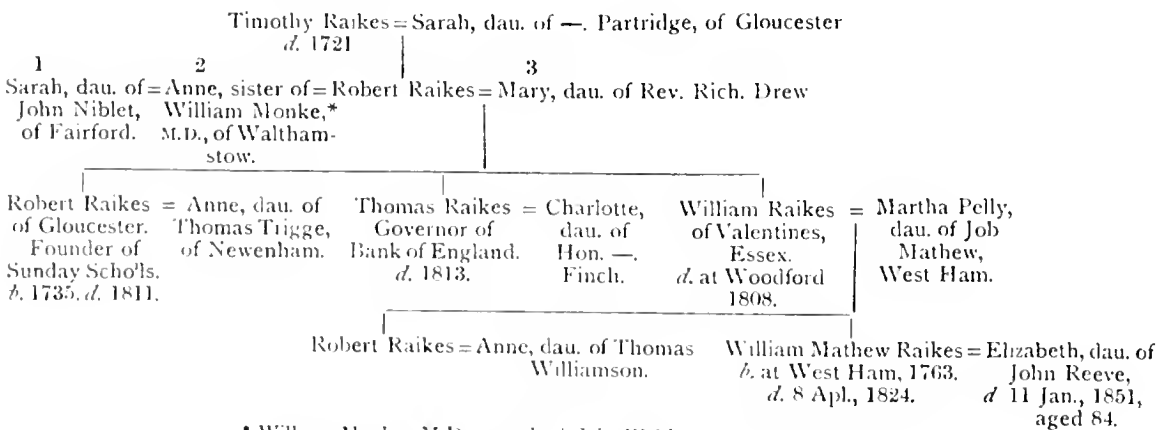 Timothy Raikes = Sarah, dau. of —. Partridge, of Gloucester
d. 1721
1 2 3
Sarah, dau. of = Anne, sister of = Robert Raikes = Mary, dau. of Rev. Rich. Drew
John Niblet, William Monke,*
of Fairford. M.D., of Waltham-
stow.
Robert Raikes = Anne, dau. of Thomas Raikes = Charlotte, William Raikes = Martha Pelly,
of Gloucester. Thomas Trigge, Governor of dau. of of Valentines, dau. of Job
Founder of of Newenham. Bank of England. Hon. —. Essex. Mathew,
Sunday Scho'ls. d. 1813. Finch. d. at Woodford West Ham.
b. 1735. d. 1811. 1808.
Robert Raikes = Anne, dau. of Thomas William Mathew Raikes = Elizabeth, dau. of
Williamson. b. at West Ham, 1763. John Reeve,
d. 8 Apl., 1824. d 11 Jan., 1851,
aged 84.